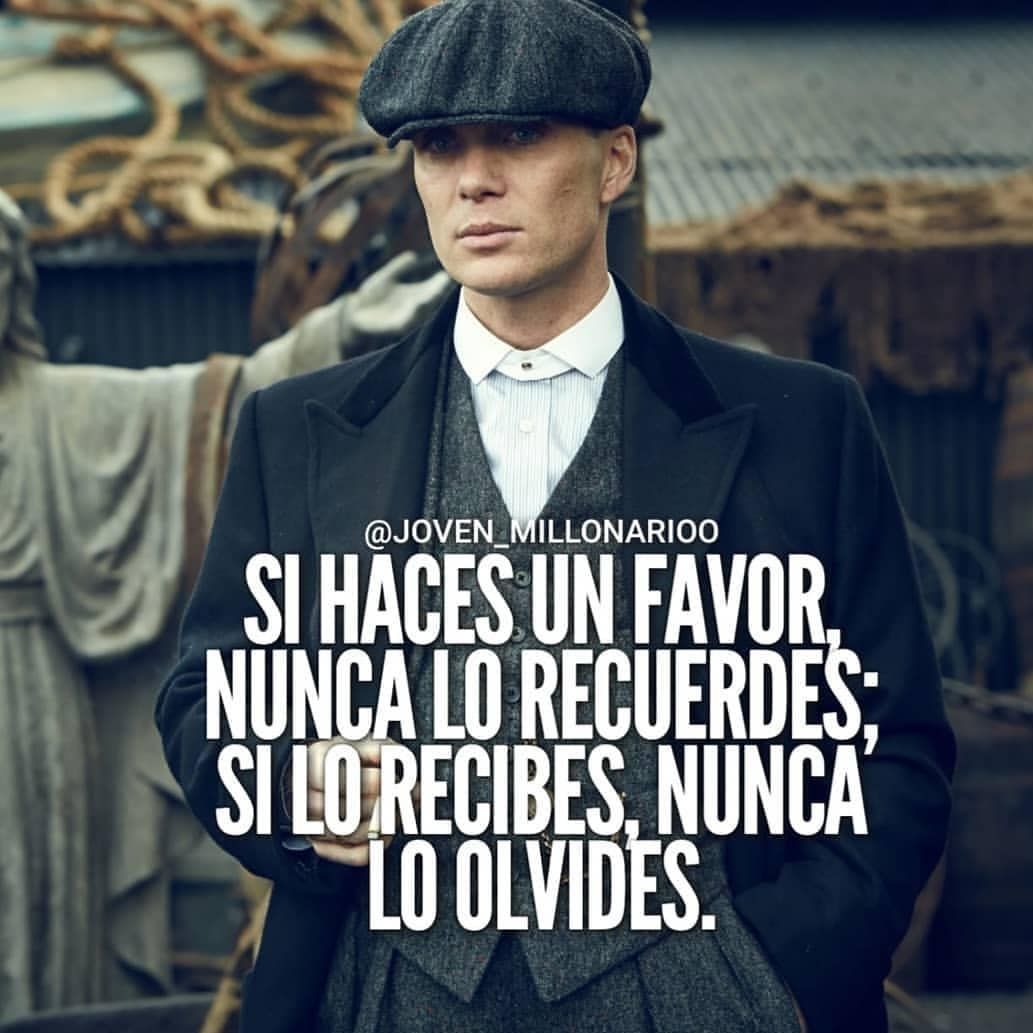 @JOVEN_MILLONARIOO
SI HACES UN FAVOR,
NUNCA LO RECUERDES;
SI LO RECIBES, NUNCA
LO OLVIDES.